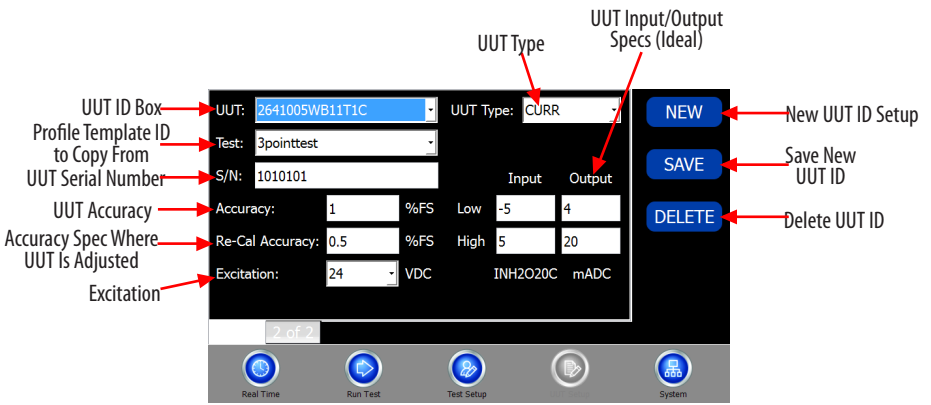 UUT Input/Output
Specs (Ideal)
UUT Type
UUT ID Box
Profile Template ID
to Copy From
UUT Serial Number
UUT Accuracy
Accuracy Spec Where
UUT Is Adjusted
Excitation
UUT: 2641005WB11T1C UUT Type: CURR
Test: 3pointtest
S/N: 1010101 Input Output
Accuracy: 1 %FS Low -5 4
Re-Cal Accuracy: 0.5 %FS High 5 20
Excitation: 24 VDC INH2O20C mADC
2 of 2
NEW
SAVE
DELETE
New UUT ID Setup
Save New
UUT ID
Delete UUT ID
Real Time Run Test Test Setup System